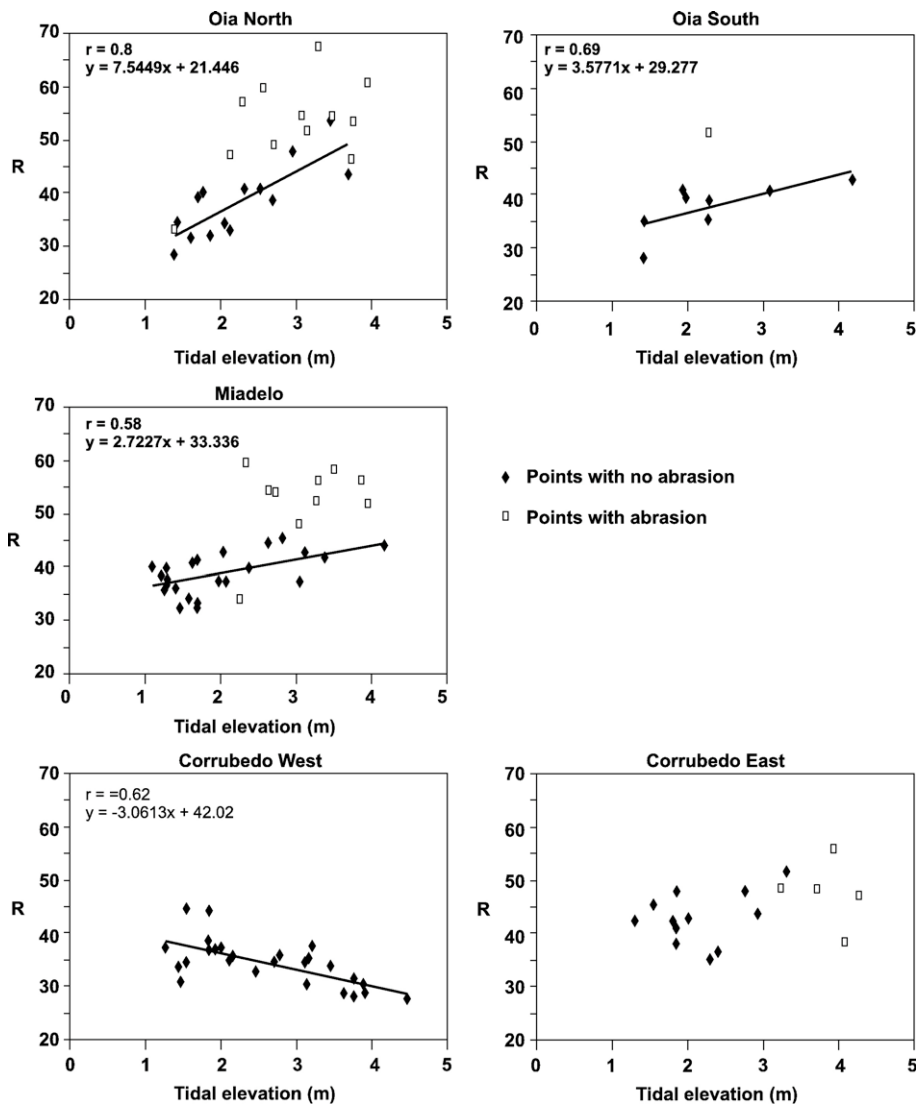 Oia North
r = 0.8
y = 7.5449x + 21.446
70
60
50
40
30
20
R
0 1 2 3 4 5
Tidal elevation (m)
Oia South
r = 0.69
y = 3.5771x + 29.277
70
60
50
40
30
20
R
0 1 2 3 4 5
Tidal elevation (m)
Miadelo
r = 0.58
y = 2.7227x + 33.336
70
60
50
40
30
20
R
0 1 2 3 4 5
Tidal elevation (m)
Points with no abrasion
Points with abrasion
Corrubedo West
r = =0.62
y = -3.0613x + 42.02
70
60
50
40
30
20
R
0 1 2 3 4 5
Tidal elevation (m)
Corrubedo East
70
60
50
40
30
20
R
0 1 2 3 4 5
Tidal elevation (m)